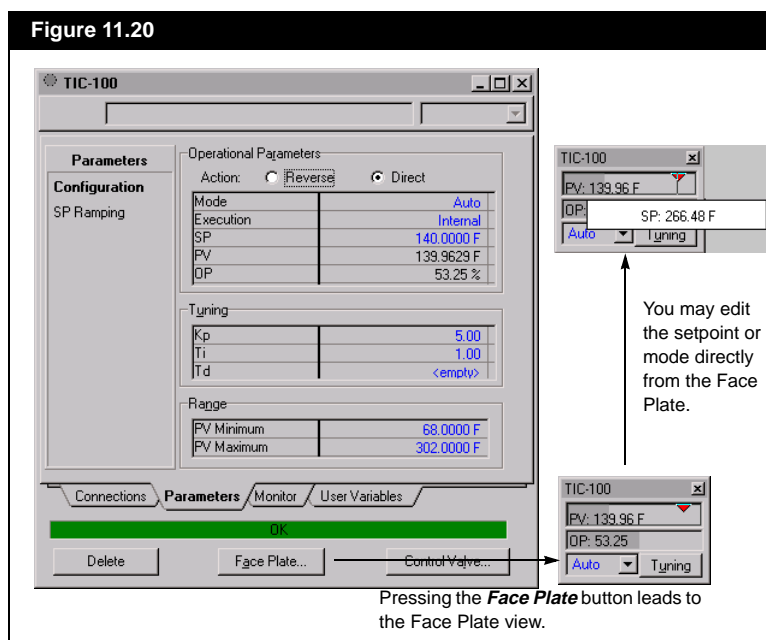 Figure 11.20
TIC-100
Parameters
Configuration
SP Ramping
Operational Parameters
Action: Reverse Direct
Mode Auto
Execution Internal
SP 140.0000 F
PV 139.9629 F
OP 53.25 %
Tuning
Kp 5.00
Ti 1.00
Td <empty>
Range
PV Minimum 68.0000 F
PV Maximum 302.0000 F
Connections Parameters Monitor User Variables
OK
Delete Face Plate... Control Valve...
TIC-100
PV: 139.96 F
OP:
SP: 266.48 F
Auto Tuning
You may edit
the setpoint or
mode directly
from the Face
Plate.
TIC-100
PV: 139.96 F
OP: 53.25
Auto Tuning
Pressing the Face Plate button leads to
the Face Plate view.